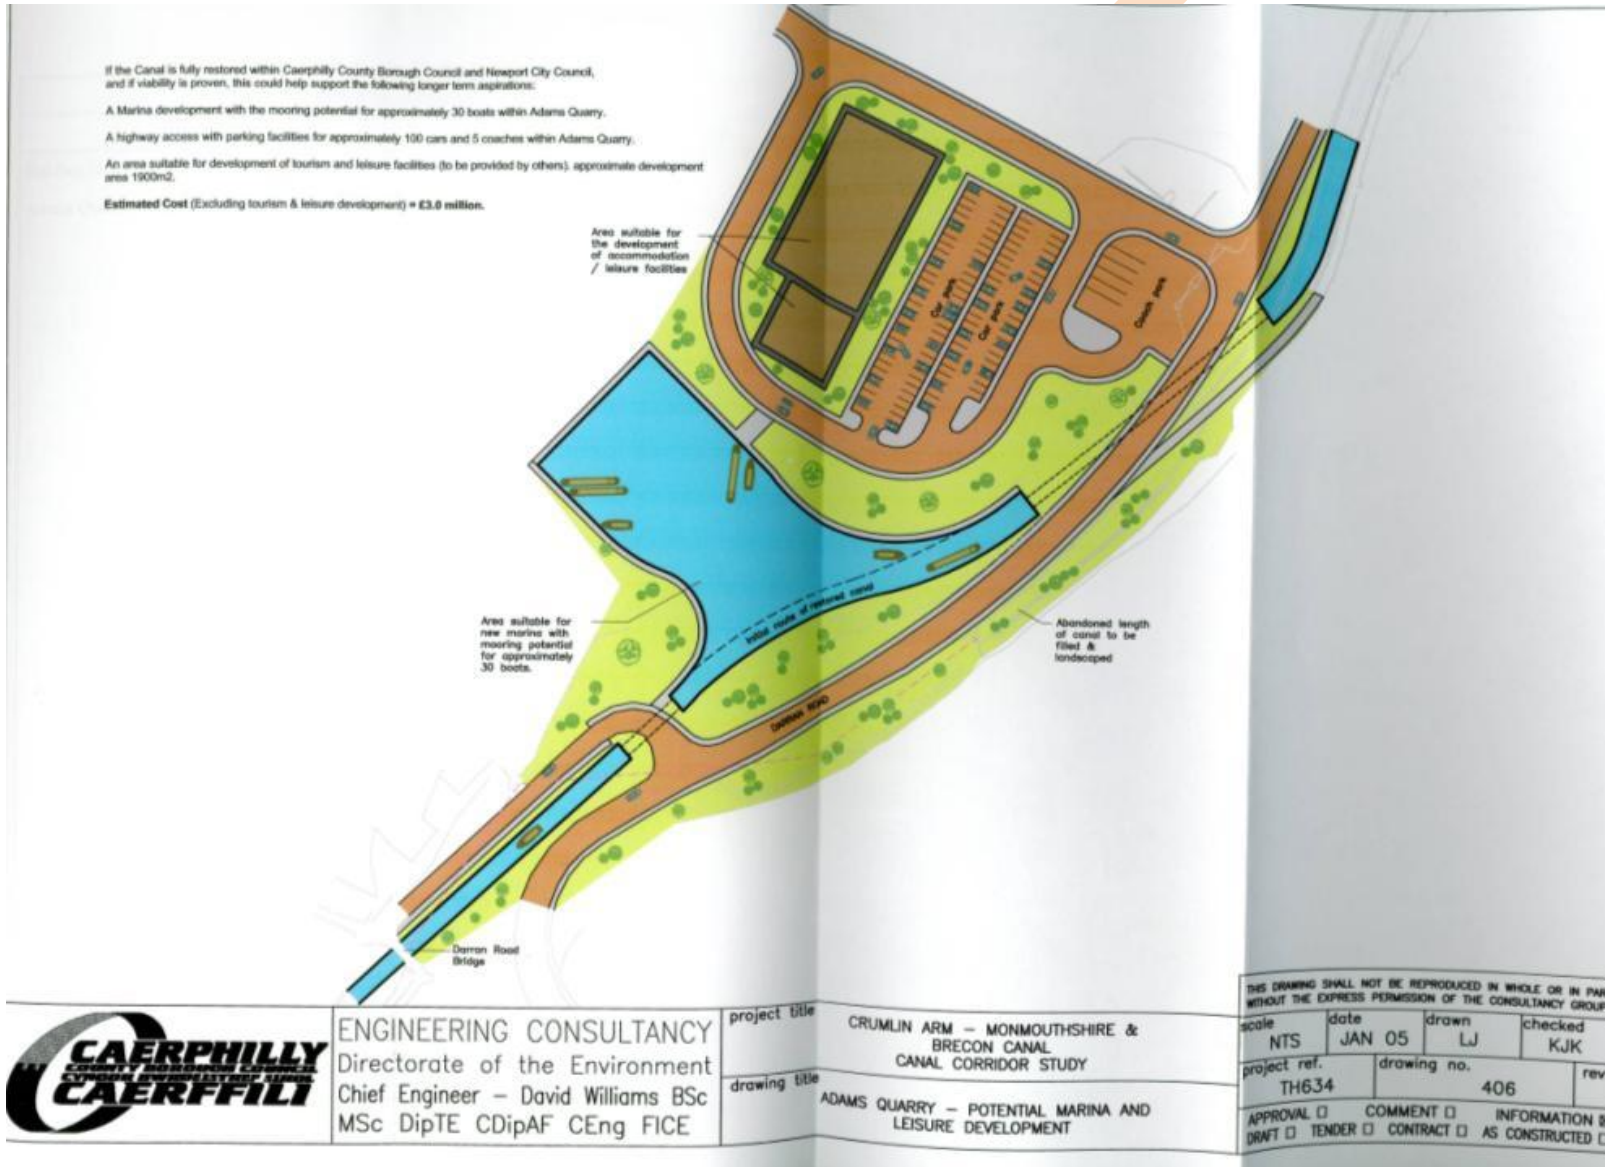 If the Canal is fully restored within Caerphilly County Borough Council and Newport City Council,
and if viability is proven, this could help support the following longer term aspirations:
A Marina development with the mooring potential for approximately 30 boats within Adams Quarry.
A highway access with parking facilities for approximately 100 cars and 5 coaches within Adams Quarry.
An area suitable for development of tourism and leisure facilities (to be provided by others). approximate development
area 1900m2.
Estimated Cost (Excluding tourism & leisure development) = £3.0 million.
Area suitable for
the development
of accommodation
/ leisure facilities
Car park
Car park
Coach park
Area suitable for
new marina with
mooring potential
for approximately
30 boats.
Initial route of restored canal
Abandoned length
of canal to be
filled &
landscaped
DARRAN ROAD
Darran Road
Bridge
CAERPHILLY
COUNTY BOROUGH COUNCIL
CAERFFILI
ENGINEERING CONSULTANCY
Directorate of the Environment
Chief Engineer – David Williams BSc
MSc DipTE CDipAF CEng FICE
project title
CRUMLIN ARM – MONMOUTHSHIRE &
BRECON CANAL
CANAL CORRIDOR STUDY
drawing title
ADAMS QUARRY – POTENTIAL MARINA AND
LEISURE DEVELOPMENT
THIS DRAWING SHALL NOT BE REPRODUCED IN WHOLE OR IN PAR
WITHOUT THE EXPRESS PERMISSION OF THE CONSULTANCY GROUP
scale
NTS
date
JAN 05
drawn
LJ
checked
KJK
project ref.
TH634
drawing no.
406
rev
APPROVAL ☐ COMMENT ☐ INFORMATION
DRAFT ☐ TENDER ☐ CONTRACT ☐ AS CONSTRUCTED ☐